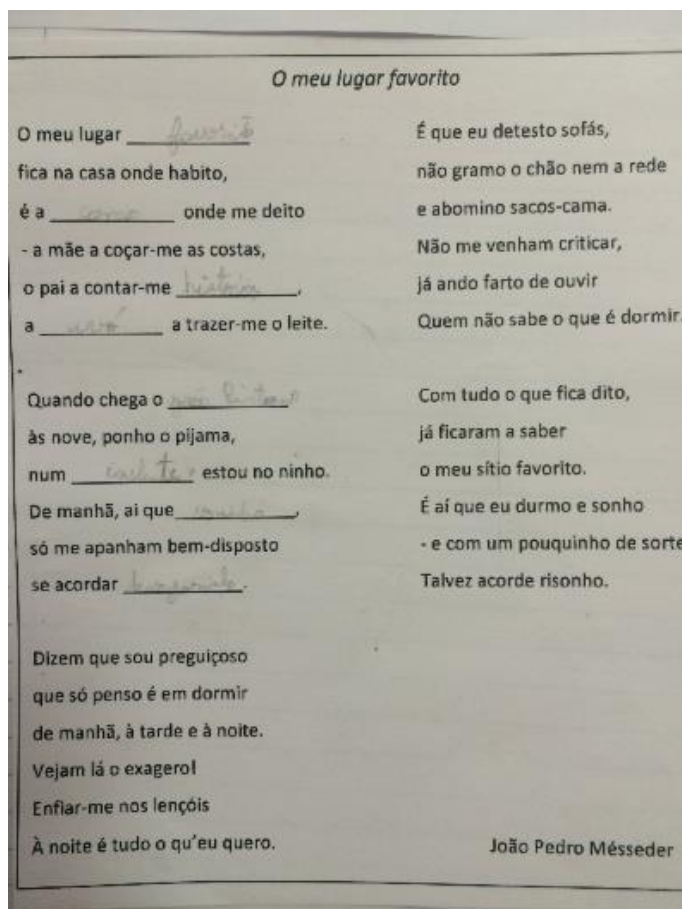 O meu lugar favorito
O meu lugar favorito
fica na casa onde habito,
é a cama onde me deito
- a mãe a coçar-me as costas,
o pai a contar-me história,
a avó a trazer-me o leite.
Quando chega o
às nove, ponho o pijama,
num estou no ninho.
De manhã, ai que,
só me apanham bem-disposto
se acordar.
Dizem que sou preguiçoso
que só penso é em dormir
de manhã, à tarde e à noite.
Vejam lá o exagero!
Enfiar-me nos lençóis
À noite é tudo o qu'eu quero.
É que eu detesto sofás,
não gramo o chão nem a rede
e abomino sacos-cama.
Não me venham criticar,
já ando farto de ouvir
Quem não sabe o que é dormir
Com tudo o que fica dito,
já ficaram a saber
o meu sítio favorito.
É aí que eu durmo e sonho
- e com um pouquinho de sorte
Talvez acorde risonho.
João Pedro Mésseder